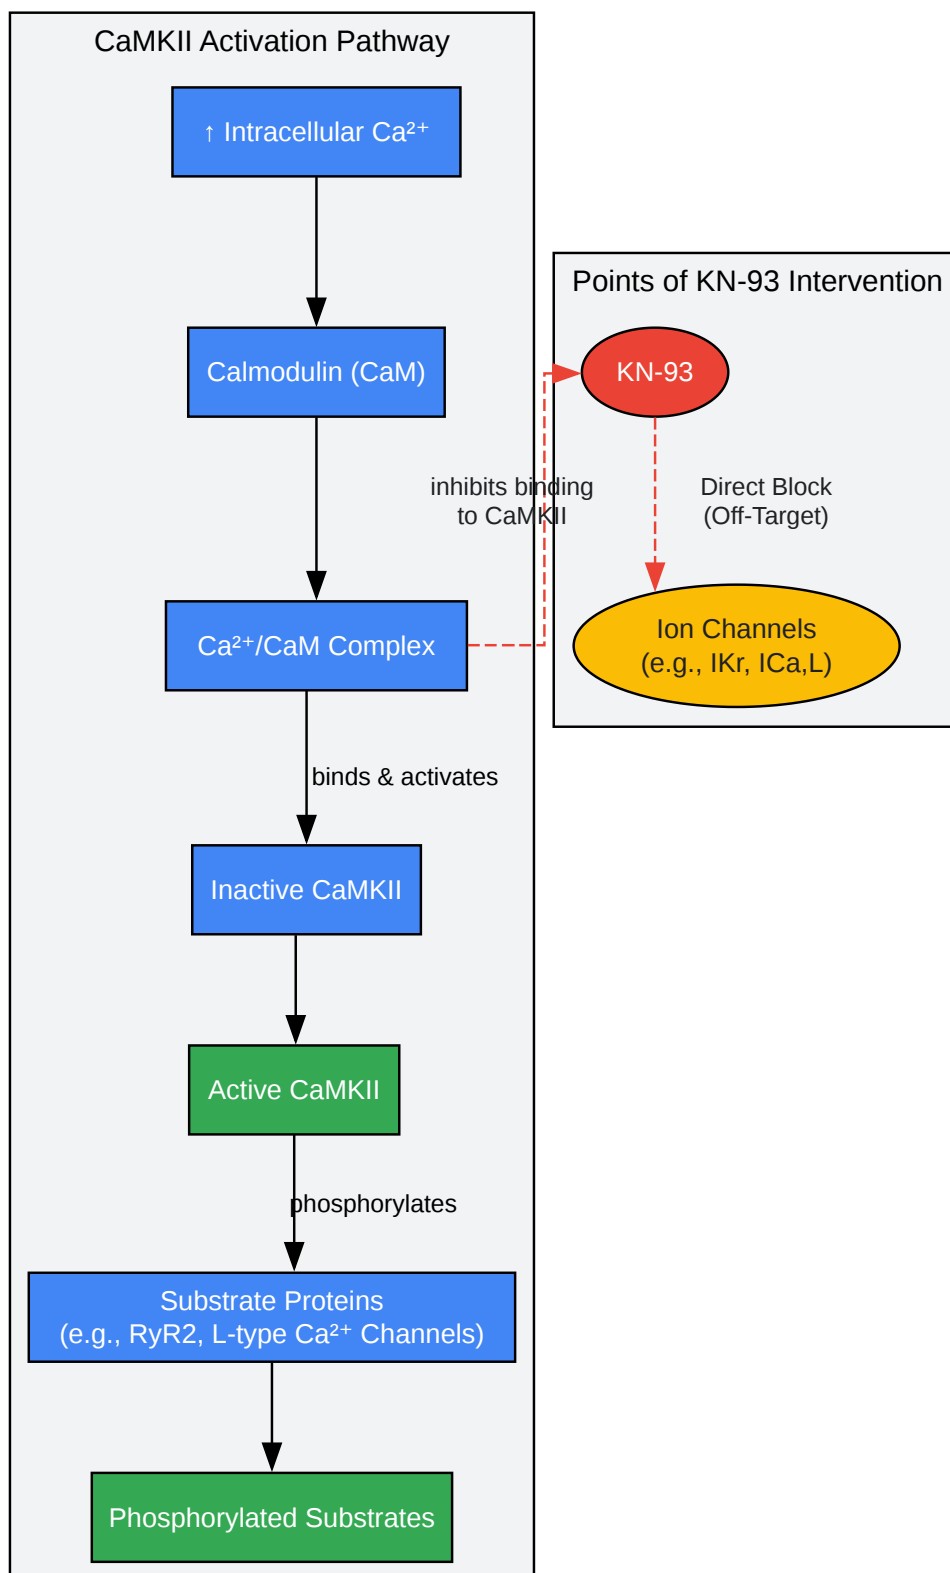 CaMKII Activation Pathway
↑ Intracellular Ca²⁺
Calmodulin (CaM)
Ca²⁺/CaM Complex
binds & activates
Inactive CaMKII
Active CaMKII
phosphorylates
Substrate Proteins
(e.g., RyR2, L-type Ca²⁺ Channels)
Phosphorylated Substrates
inhibits binding
to CaMKII
Points of KN-93 Intervention
KN-93
Direct Block
(Off-Target)
Ion Channels
(e.g., IKr, ICa,L)